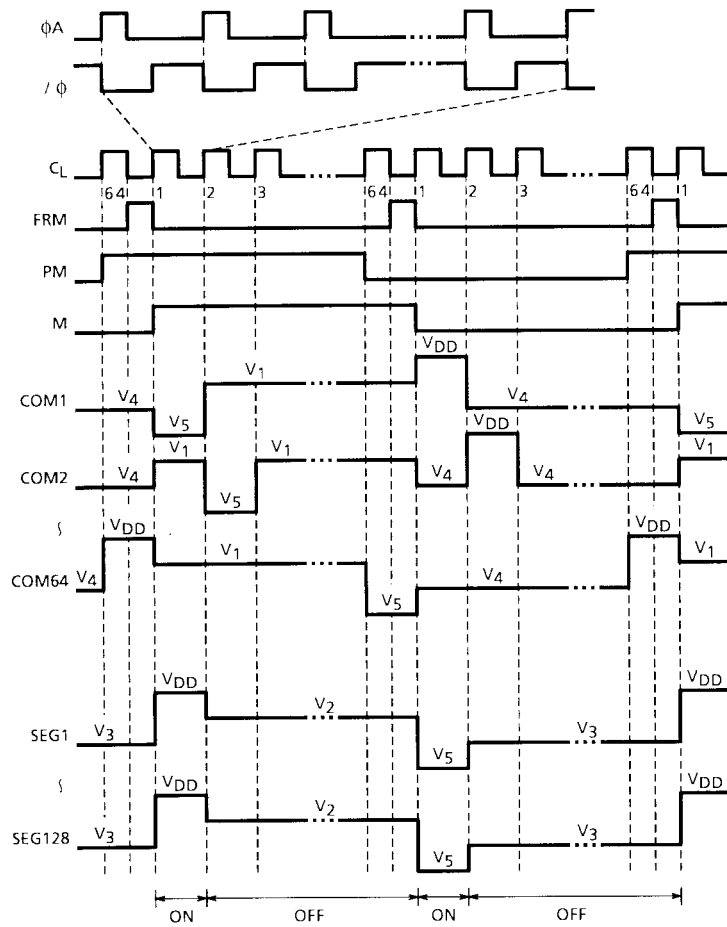 ϕA
/ ϕ
CL
64 1 2 3 64 1 2 3 64 1
FRM
PM
M
VDD
V1
COM1 V4 V4
V5 VDD V5
V1 V1 V1
COM2 V4 V4 V4
V5
∫ VDD VDD
V1 V1
COM64 V4 V4
V5
VDD VDD
V2
SEG1 V3 V3
V5
∫ VDD VDD
V2
SEG128 V3 V3
V5
ON OFF ON OFF